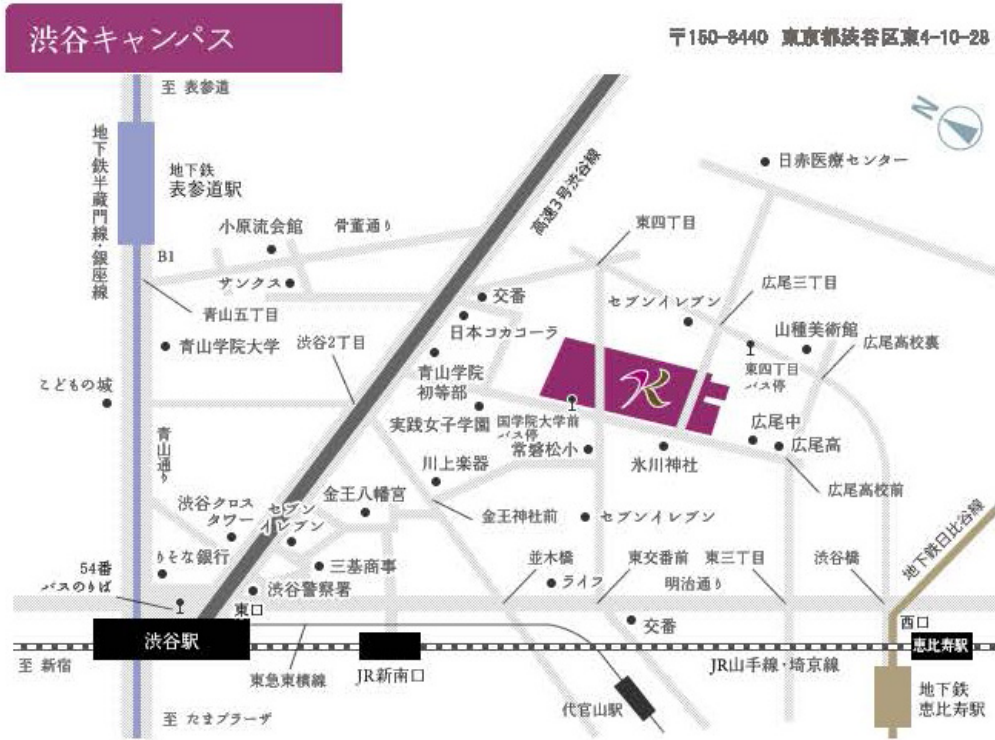 渋谷キャンパス
〒150-8440 東京都渋谷区東4-10-28
至 表参道
地下鉄半蔵門線・銀座線
地下鉄
表参道駅
N
高速3号渋谷線
日赤医療センター
小原流会館
骨董通り
東四丁目
B1
サンクス
交番
セブンイレブン
広尾三丁目
青山五丁目
日本コカコーラ
山種美術館
青山学院大学
渋谷2丁目
広尾高校裏
青山学院
初等部
東四丁目
バス停
こどもの城
K
実践女子学園
国学院大学前
バス停
広尾中
青山通り
常磐松小
氷川神社
広尾高
川上楽器
広尾高校前
金王八幡宮
渋谷クロス
タワー
セブン
イレブン
金王神社前
セブンイレブン
地下鉄日比谷線
りそな銀行
三基商事
並木橋
東交番前
東三丁目
渋谷橋
54番
バスのりば
渋谷警察署
ライフ
明治通り
東口
交番
西口
渋谷駅
恵比寿駅
至 新宿
東急東横線
JR新南口
JR山手線・埼京線
代官山駅
地下鉄
恵比寿駅
至 たまプラーザ